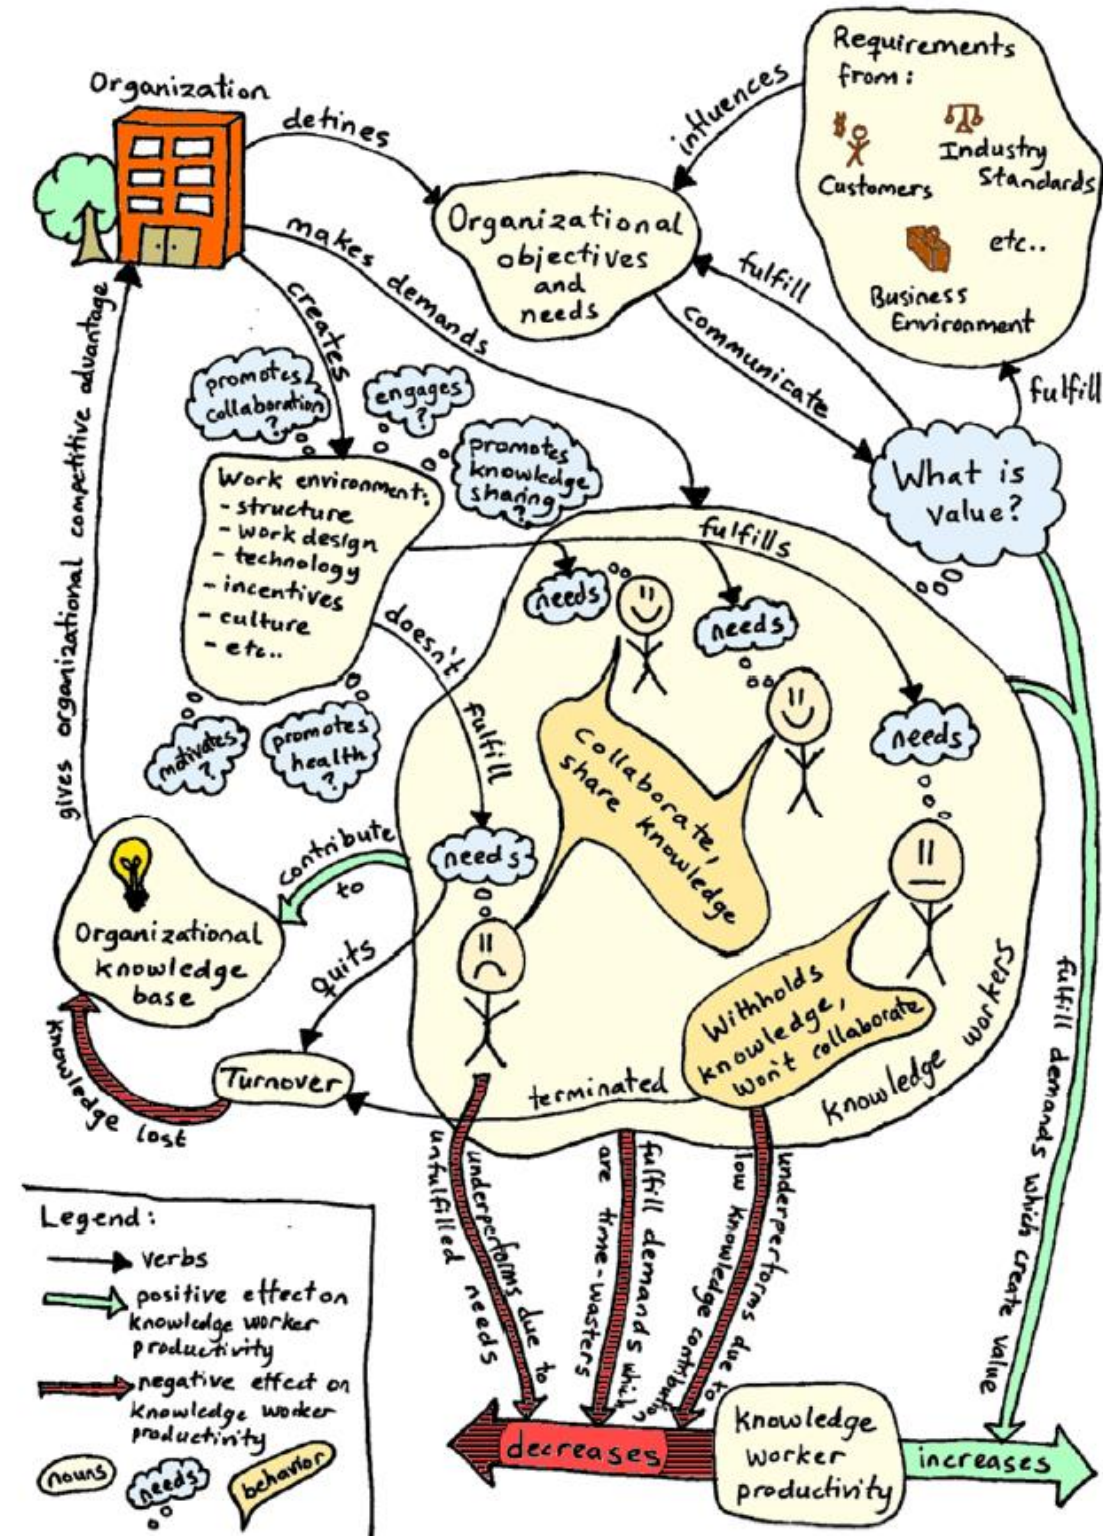 Organization
defines
influences
Requirements
from:
Customers
Industry
Standards
etc..
Business
Environment
Organizational
objectives
and
needs
makes demands
creates
fulfill
communicate
fulfill
What is
value?
gives organizational competitive advantage
promotes
collaboration
?
engages
?
promotes
knowledge
sharing
?
Work environment:
- structure
- work design
- technology
- incentives
- culture
- etc..
motivates
?
promotes
health
?
fulfills
doesn't
fulfill
needs
needs
needs
needs
Collaborate,
share knowledge
Withholds
knowledge,
won't collaborate
knowledge workers
contribute
to
Organizational
knowledge
base
quits
Turnover
terminated
knowledge lost
underperforms due to
unfulfilled needs
fulfill demands which
are time-wasters
underperforms due to
low knowledge contribution
fulfill demands which create value
decreases
Knowledge
Worker
productivity
increases
Legend:
verbs
positive effect on
knowledge worker
productivity
negative effect on
knowledge worker
productivity
nouns
needs
behavior